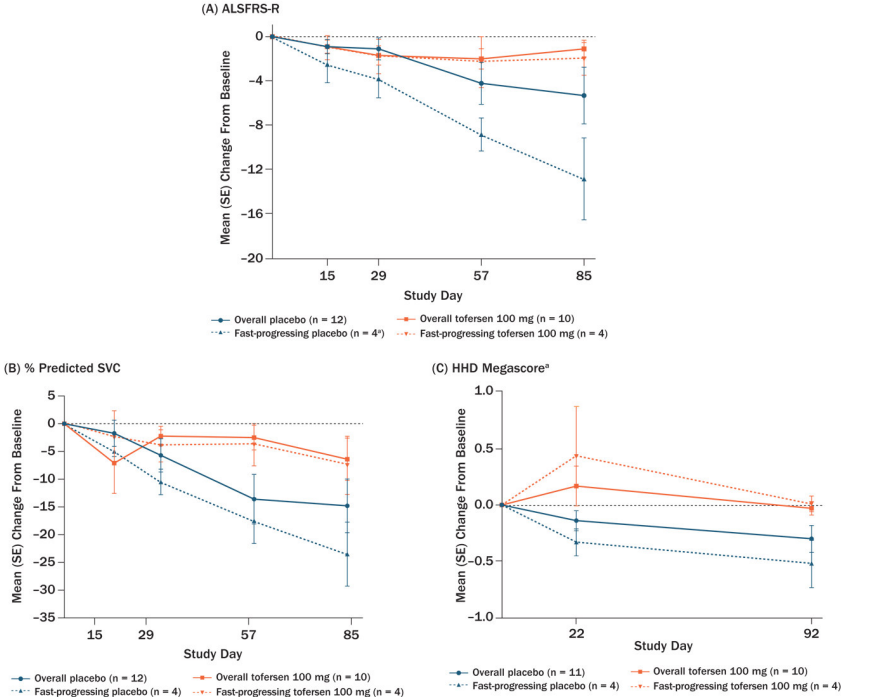 (A) ALSFRS-R
Mean (SE) Change From Baseline
0
−4
−8
−12
−16
−20
15 29 57 85
Study Day
Overall placebo (n = 12) Overall tofersen 100 mg (n = 10)
Fast-progressing placebo (n = 4ª) Fast-progressing tofersen 100 mg (n = 4)
(B) % Predicted SVC
Mean (SE) Change From Baseline
5
0
−5
−10
−15
−20
−25
−30
−35
15 29 57 85
Study Day
Overall placebo (n = 12) Overall tofersen 100 mg (n = 10)
Fast-progressing placebo (n = 4) Fast-progressing tofersen 100 mg (n = 4)
(C) HHD Megascoreª
Mean (SE) Change From Baseline
1.0
0.5
0.0
−0.5
−1.0
22 92
Study Day
Overall placebo (n = 11) Overall tofersen 100 mg (n = 10)
Fast-progressing placebo (n = 4) Fast-progressing tofersen 100 mg (n = 4)